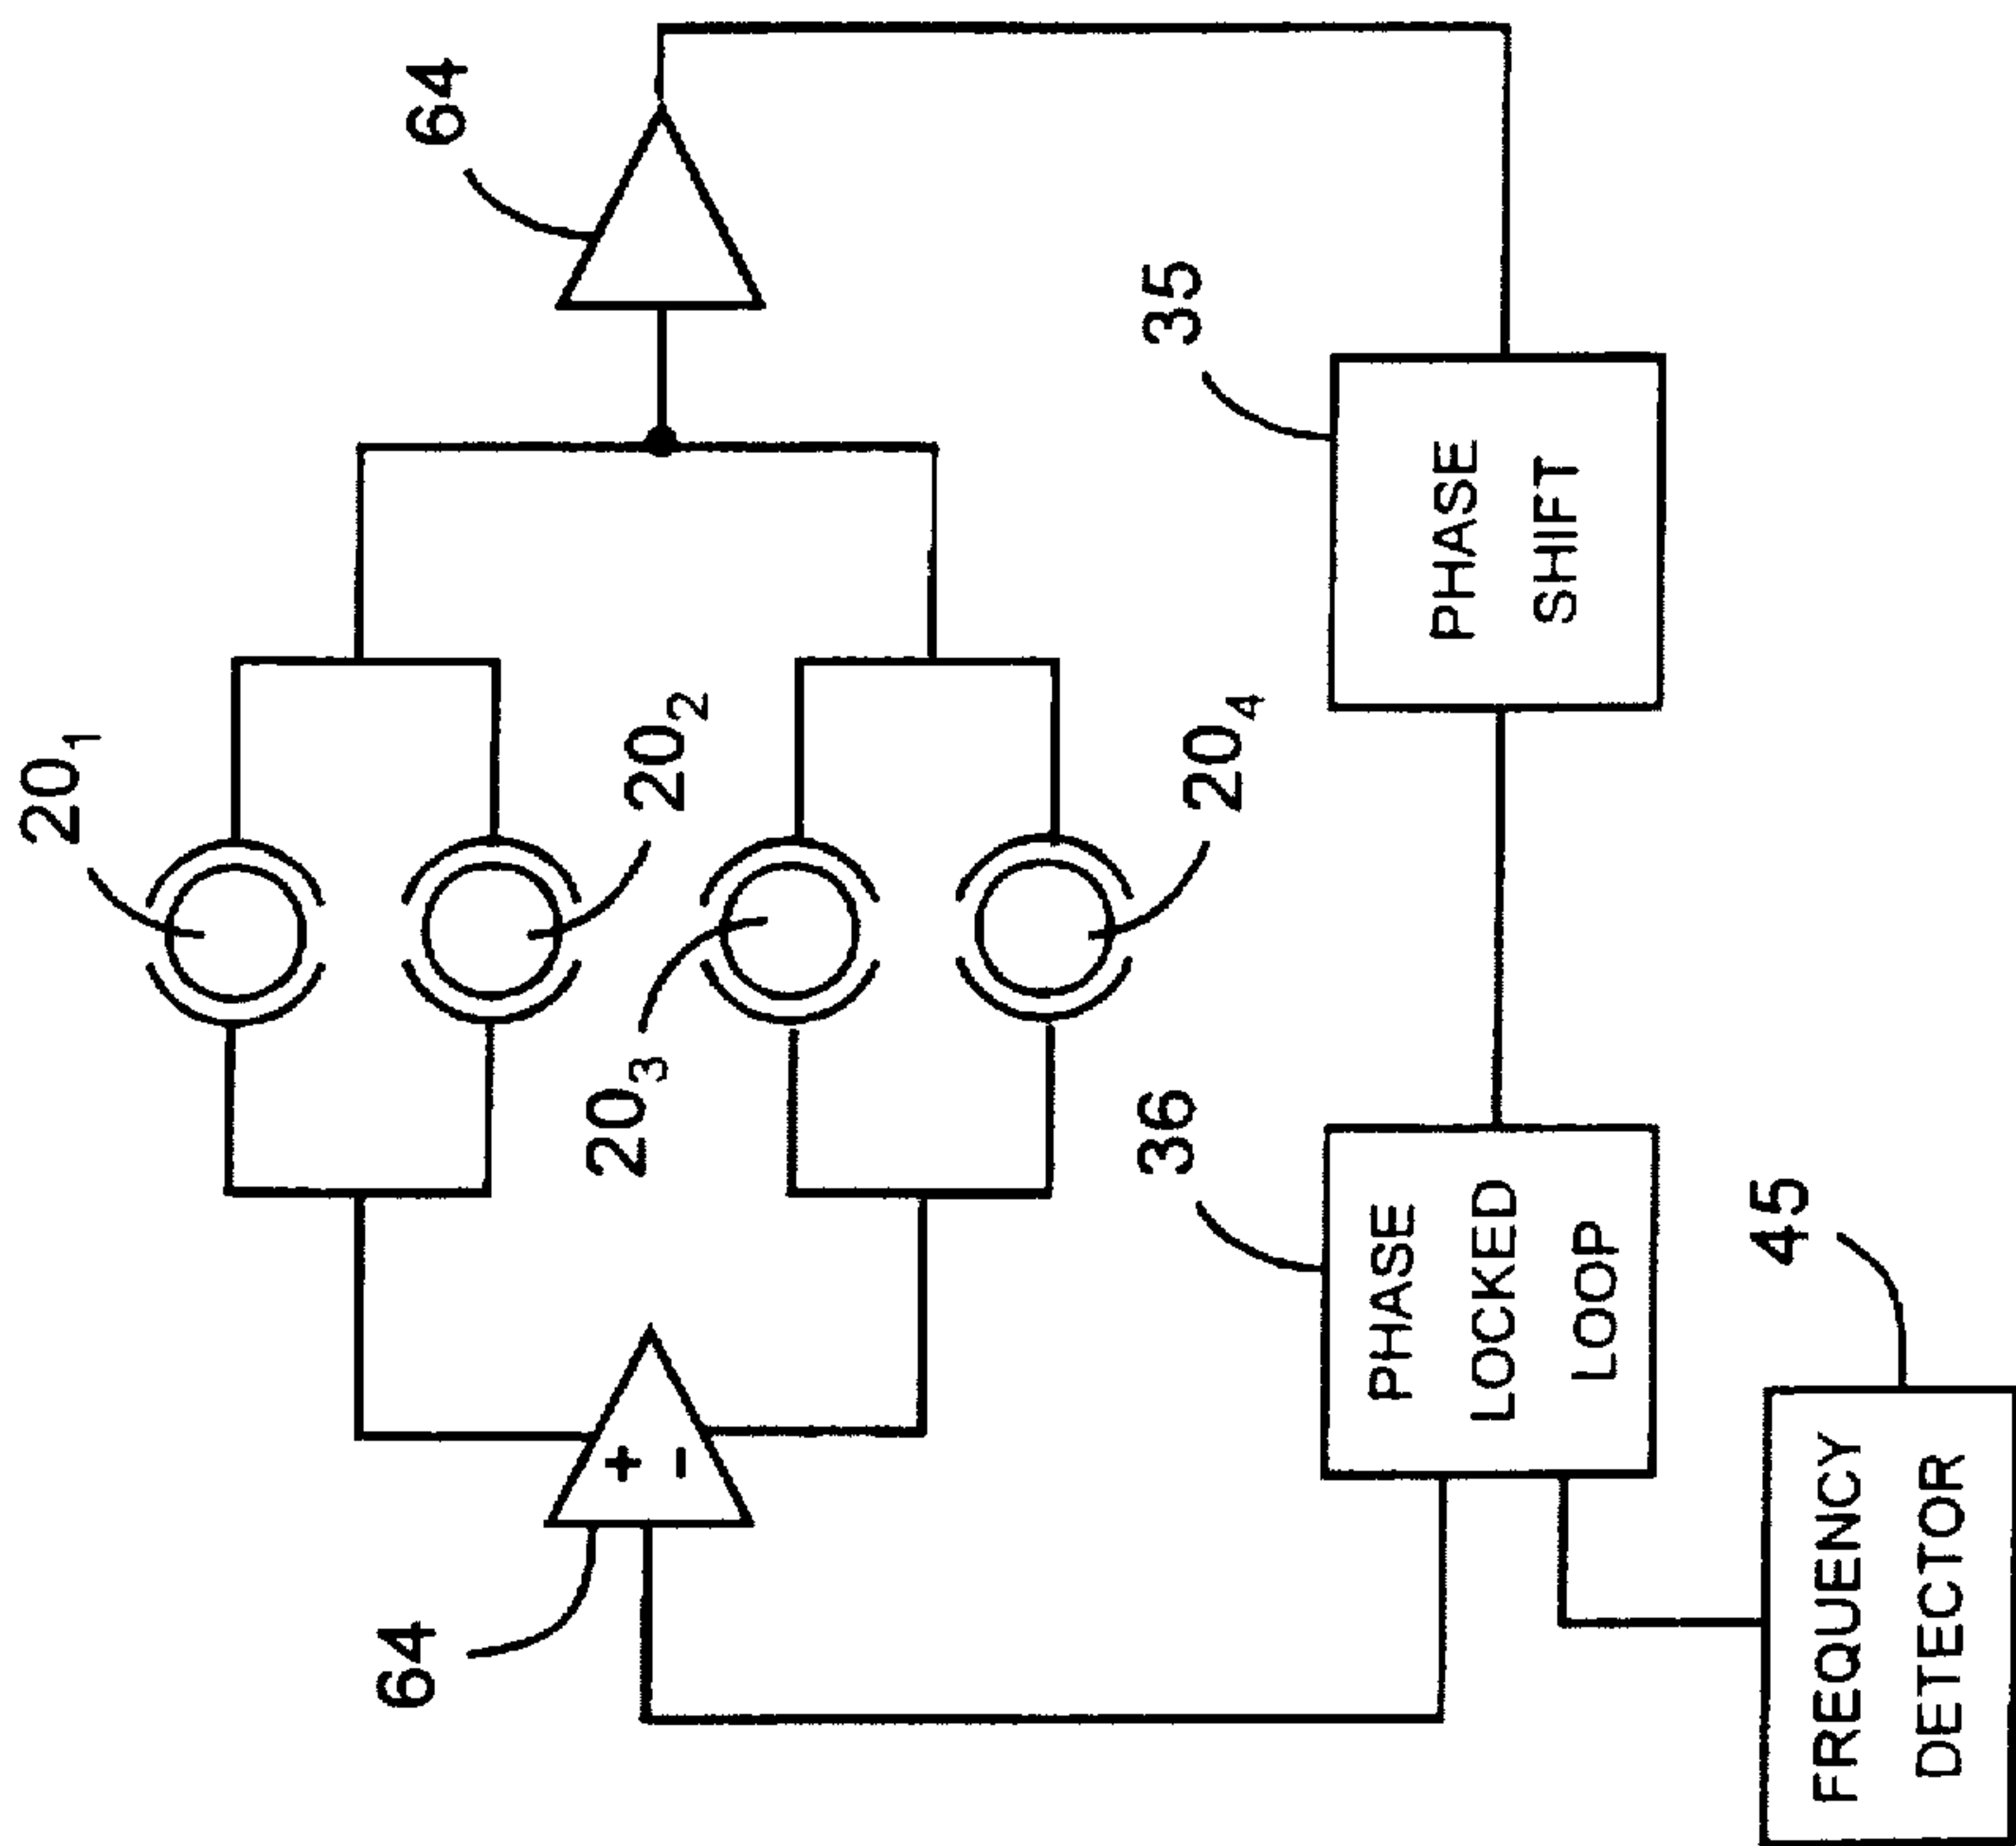 64
20₁
20₂
20₃
20₄
64
+
-
35
PHASE
SHIFT
36
PHASE
LOCKED
LOOP
45
FREQUENCY
DETECTOR